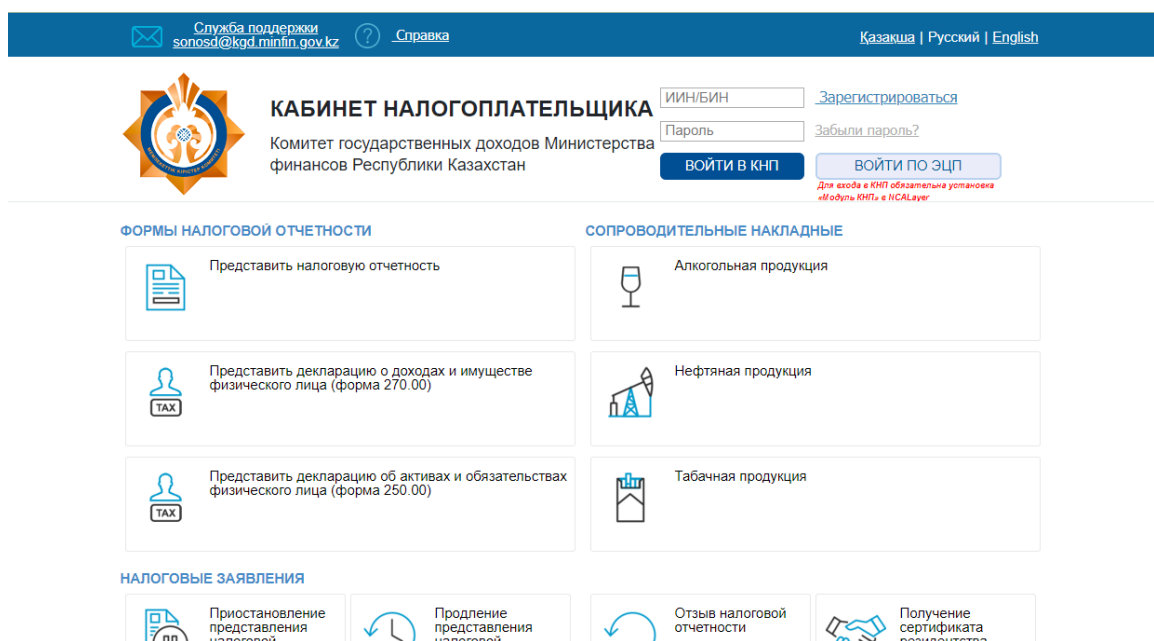 Служба поддержки
sonosd@kgd.minfin.gov.kz
Справка
Қазақша | Русский | English
КАБИНЕТ НАЛОГОПЛАТЕЛЬЩИКА
Комитет государственных доходов Министерства
финансов Республики Казахстан
ИИН/БИН
Зарегистрироваться
Пароль
Забыли пароль?
ВОЙТИ В КНП
ВОЙТИ ПО ЭЦП
Для входа в КНП обязательна установка
«Модуль КНП» в NCALayer
ФОРМЫ НАЛОГОВОЙ ОТЧЕТНОСТИ
СОПРОВОДИТЕЛЬНЫЕ НАКЛАДНЫЕ
Представить налоговую отчетность
Алкогольная продукция
Представить декларацию о доходах и имуществе
физического лица (форма 270.00)
TAX
Нефтяная продукция
Представить декларацию об активах и обязательствах
физического лица (форма 250.00)
TAX
Табачная продукция
НАЛОГОВЫЕ ЗАЯВЛЕНИЯ
Приостановление
представления
налоговой
Продление
представления
налоговой
Отзыв налоговой
отчетности
Получение
сертификата
резидентства